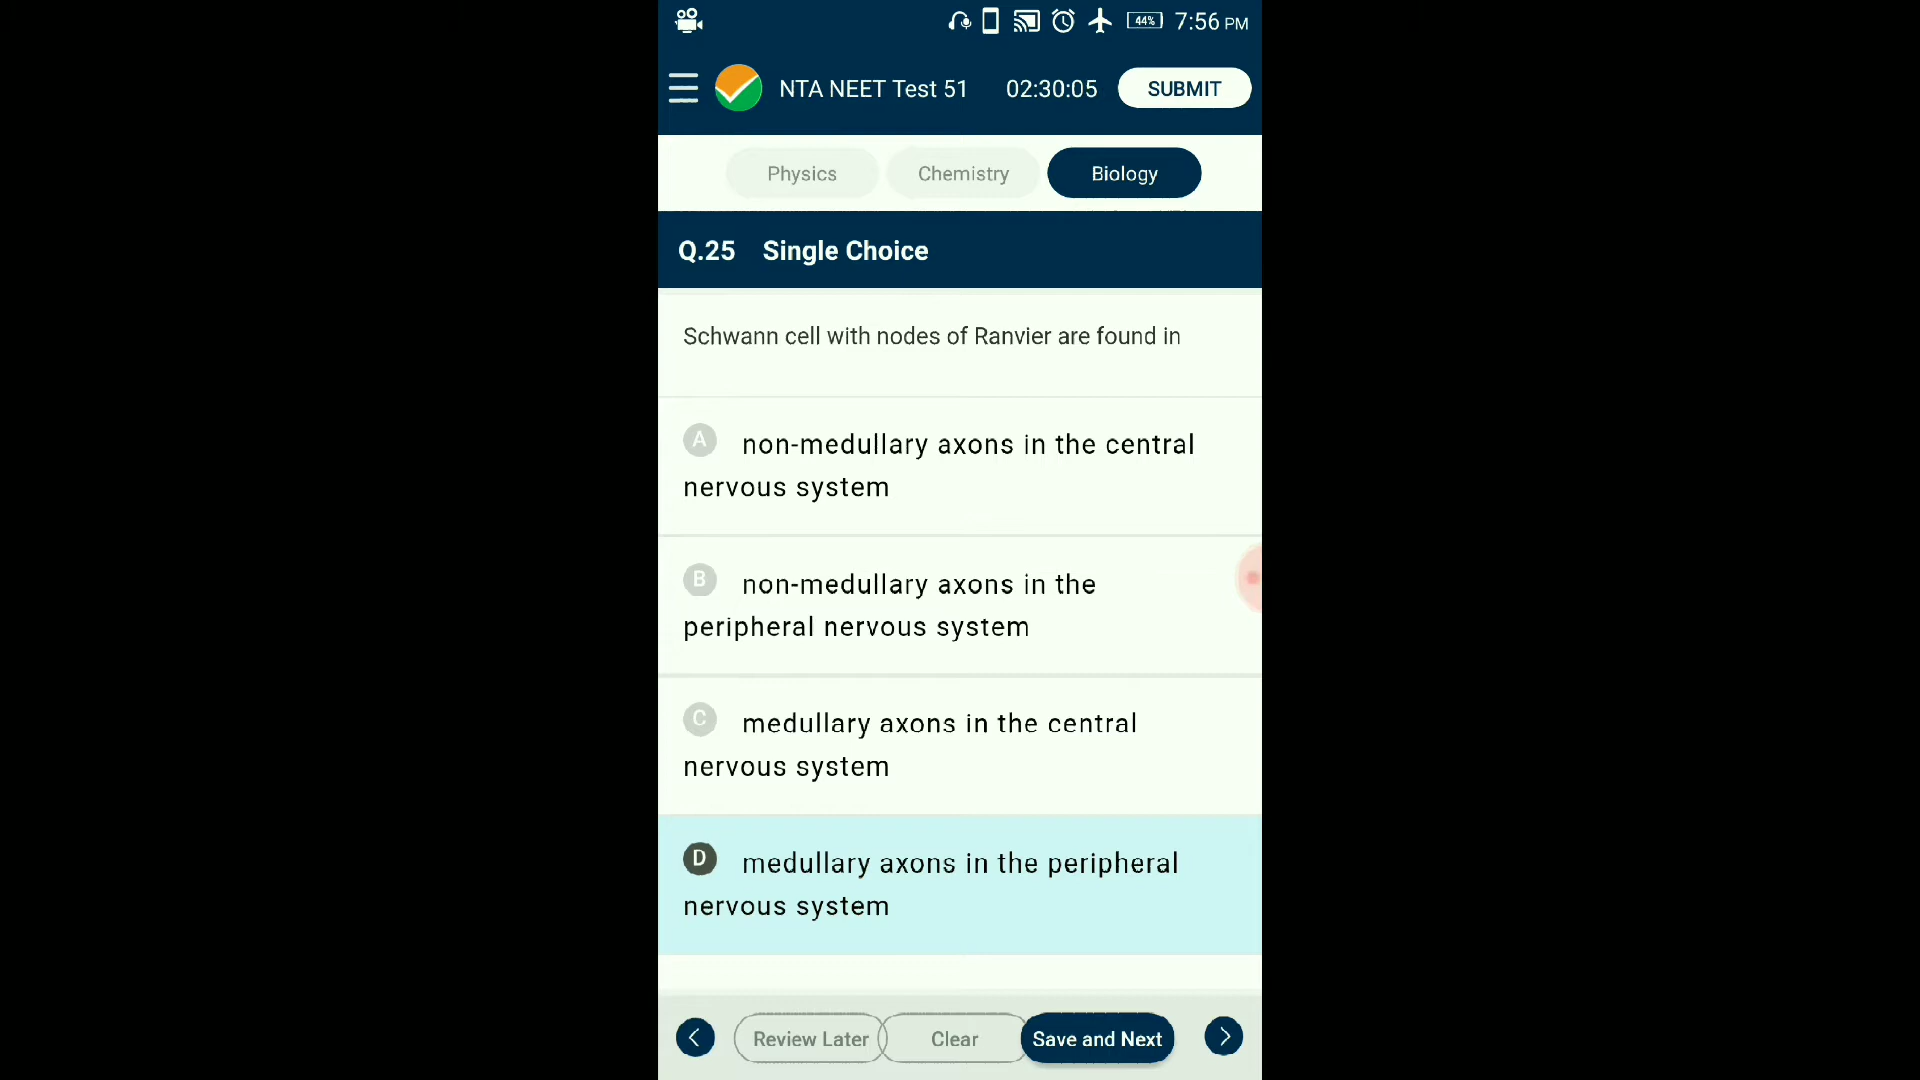 44% 7:56 PM
NTA NEET Test 51 02:30:05 SUBMIT
Physics Chemistry Biology
Q.25 Single Choice
Schwann cell with nodes of Ranvier are found in
A non-medullary axons in the central
nervous system
B non-medullary axons in the
peripheral nervous system
C medullary axons in the central
nervous system
D medullary axons in the peripheral
nervous system
Review Later Clear Save and Next